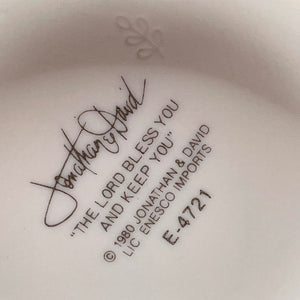 Jonathan & David
"THE LORD BLESS YOU
AND KEEP YOU"
© 1980 JONATHAN & DAVID
LIC ENESCO IMPORTS
E-4721